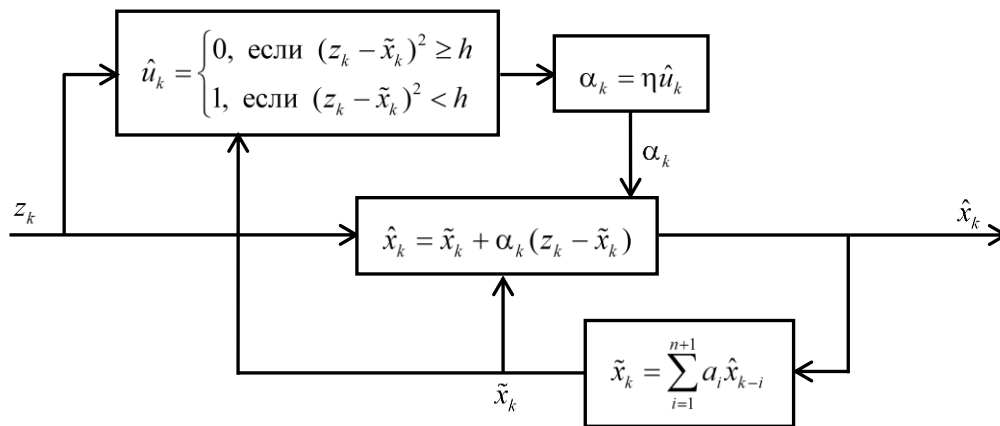 û_k = {0, если (z_k − x̃_k)² ≥ h
1, если (z_k − x̃_k)² < h
α_k = ηû_k
α_k
z_k
x̂_k = x̃_k + α_k(z_k − x̃_k)
x̂_k
x̃_k = ∑_{i=1}^{n+1} a_i x̂_{k−i}
x̃_k